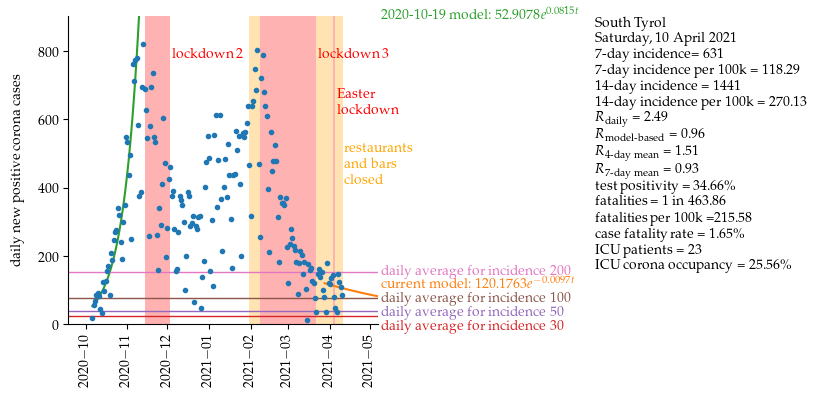 2020-10-19 model: 52.9078e^0.0815t
daily new positive corona cases
800
600
400
200
0
lockdown 2
lockdown 3
Easter
lockdown
restaurants
and bars
closed
daily average for incidence 200
current model: 120.1763e^−0.0097t
daily average for incidence 100
daily average for incidence 50
daily average for incidence 30
2020−10
2020−11
2020−12
2021−01
2021−02
2021−03
2021−04
2021−05
South Tyrol
Saturday, 10 April 2021
7-day incidence= 631
7-day incidence per 100k = 118.29
14-day incidence = 1441
14-day incidence per 100k = 270.13
R_daily = 2.49
R_model-based = 0.96
R_4-day mean = 1.51
R_7-day mean = 0.93
test positivity = 34.66%
fatalities = 1 in 463.86
fatalities per 100k =215.58
case fatality rate = 1.65%
ICU patients = 23
ICU corona occupancy = 25.56%